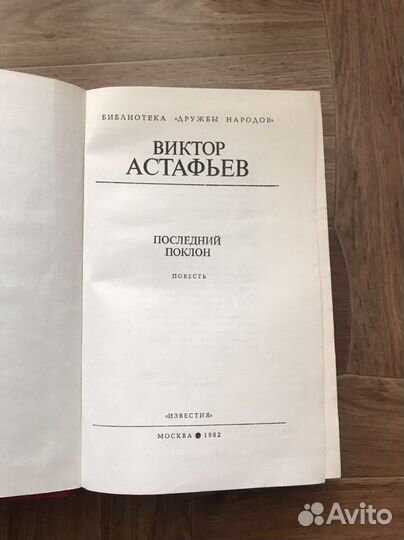 БИБЛИОТЕКА «ДРУЖБЫ НАРОДОВ»
ВИКТОР
АСТАФЬЕВ
ПОСЛЕДНИЙ
ПОКЛОН
ПОВЕСТЬ
«ИЗВЕСТИЯ»
МОСКВА ● 1982
Avito